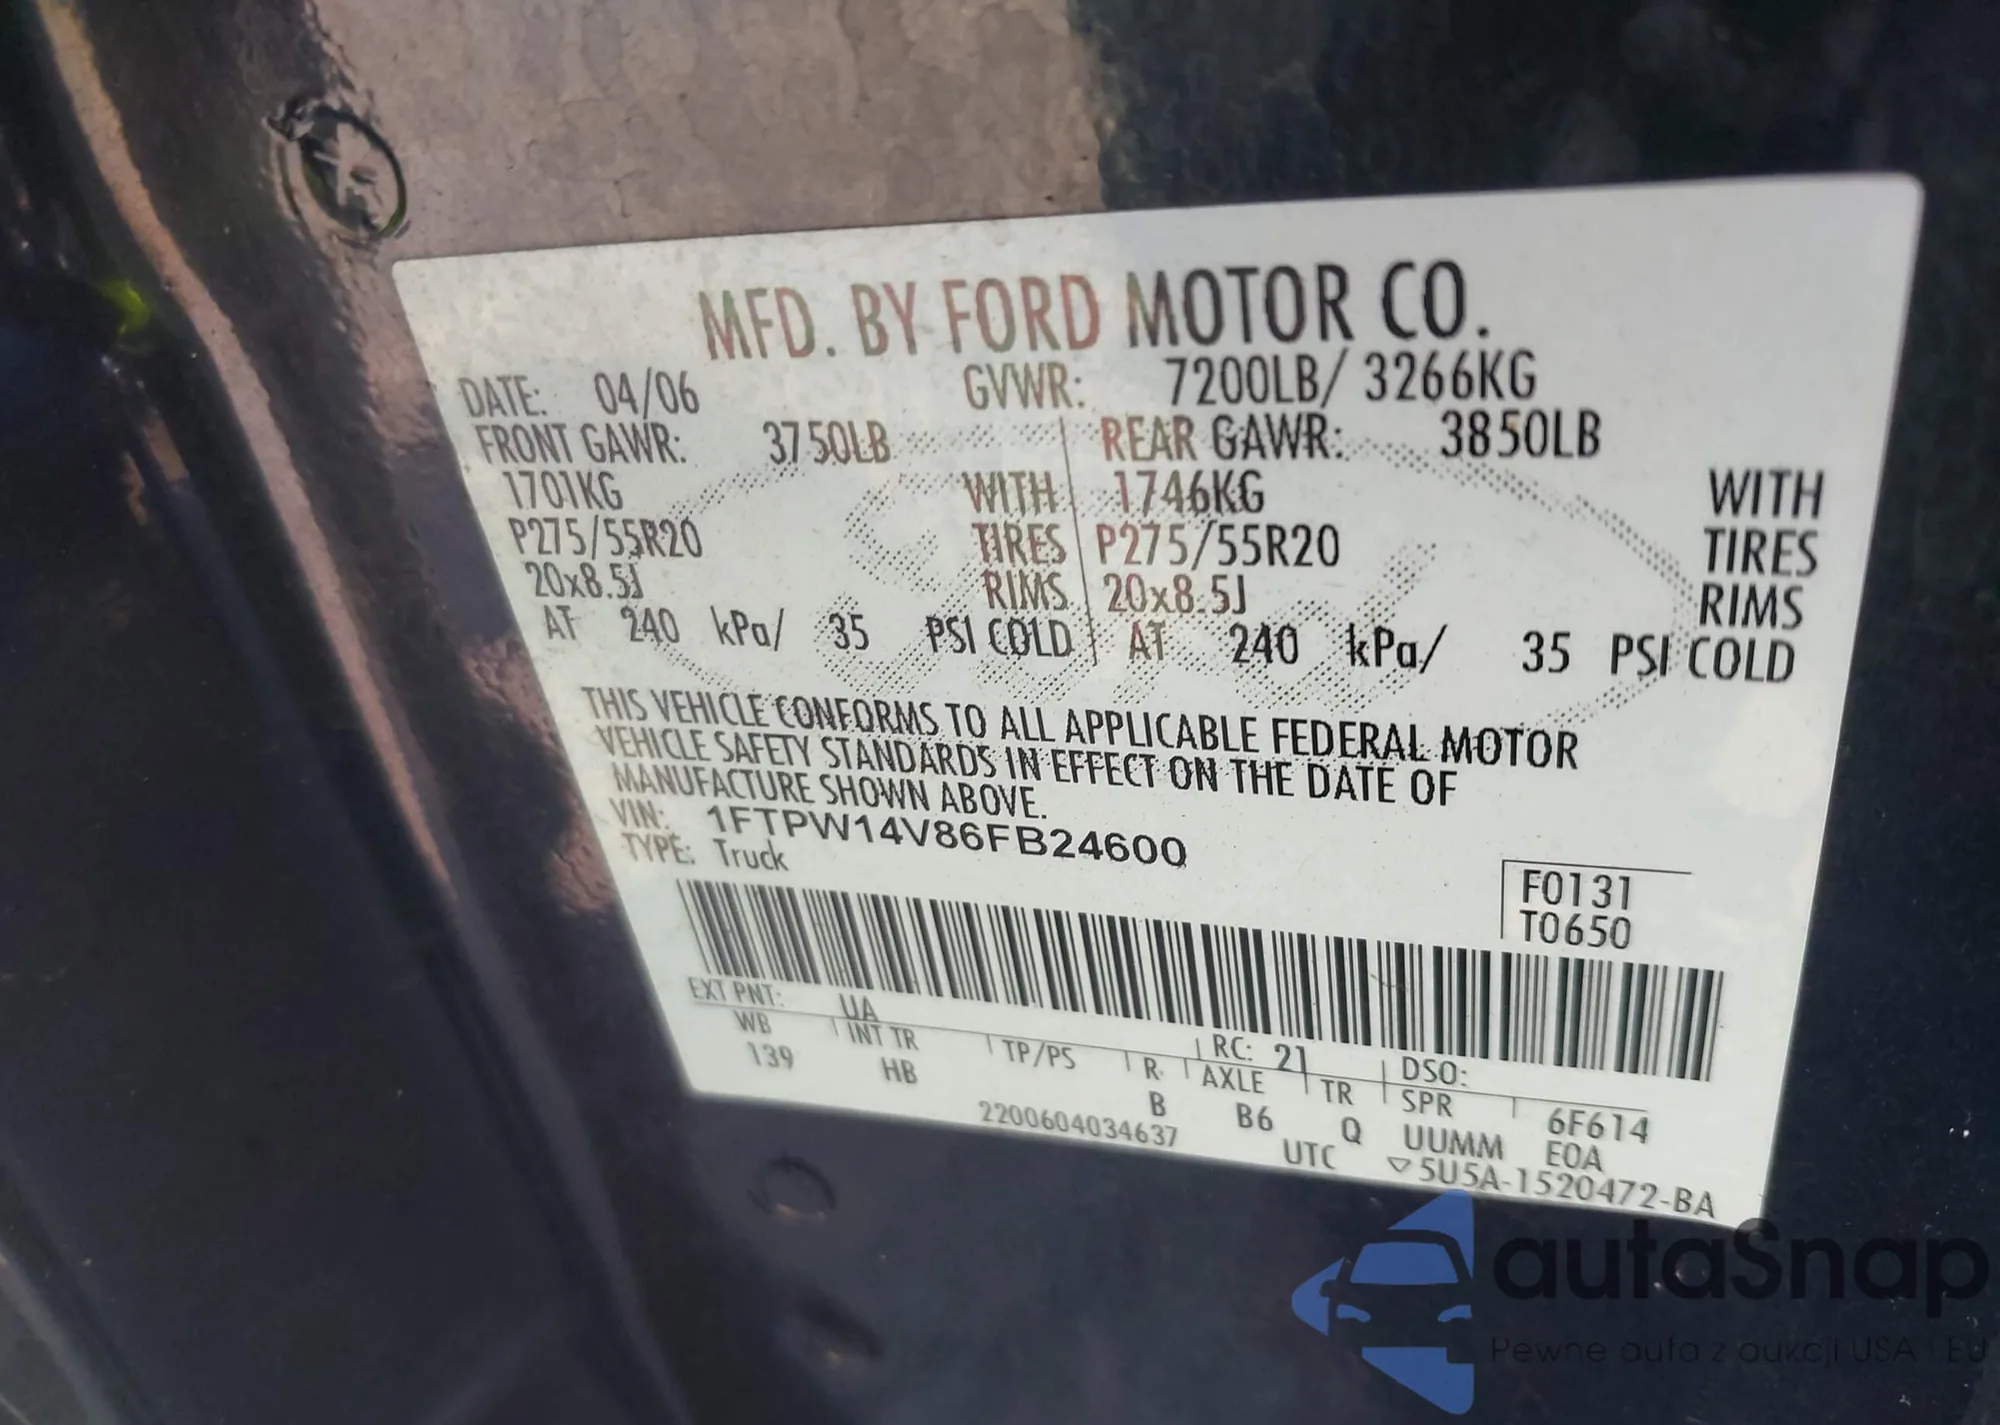 MFD. BY FORD MOTOR CO.
DATE: 04/06 GVWR: 7200LB/ 3266KG
FRONT GAWR: 3750LB REAR GAWR: 3850LB
1701KG WITH 1746KG WITH
P275/55R20 TIRES P275/55R20 TIRES
20x8.5J RIMS 20x8.5J RIMS
AT 240 kPa/ 35 PSI COLD AT 240 kPa/ 35 PSI COLD
THIS VEHICLE CONFORMS TO ALL APPLICABLE FEDERAL MOTOR
VEHICLE SAFETY STANDARDS IN EFFECT ON THE DATE OF
MANUFACTURE SHOWN ABOVE.
VIN: 1FTPW14V86FB24600
TYPE: Truck
F0131
T0650
EXT PNT: UA RC: 21 DSO:
WB INT TR TP/PS R AXLE TR SPR 6F614
139 HB B B6 Q UUMM EOA
2200604034637 UTC ▽5U5A-1520472-BA
autaSnap
Pewne auto z aukcji USA i EU